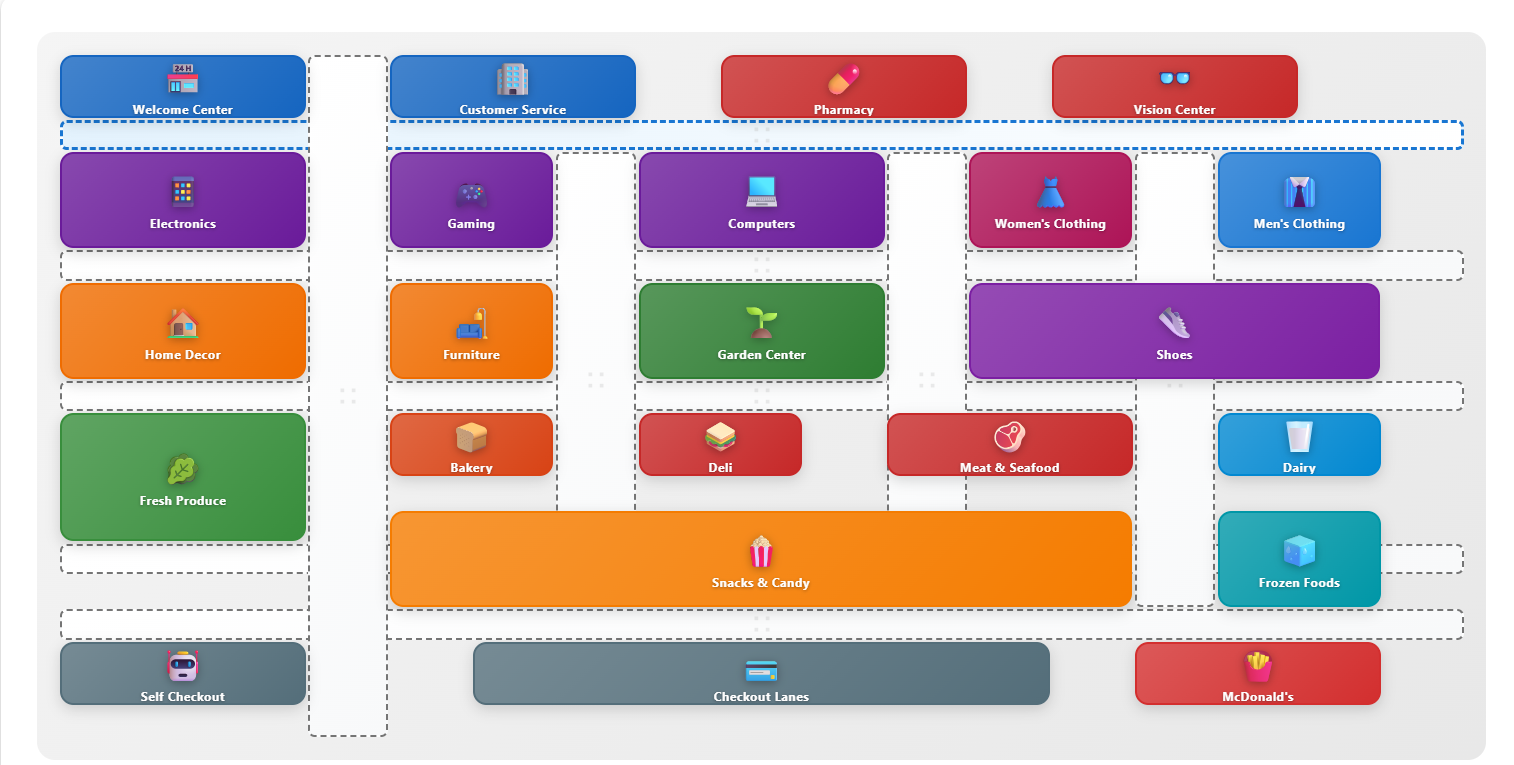 24 H
Welcome Center
Customer Service
Pharmacy
Vision Center
Electronics
Gaming
Computers
Women's Clothing
Men's Clothing
Home Decor
Furniture
Garden Center
Shoes
Fresh Produce
Bakery
Deli
Meat & Seafood
Dairy
Snacks & Candy
Frozen Foods
Self Checkout
Checkout Lanes
McDonald's